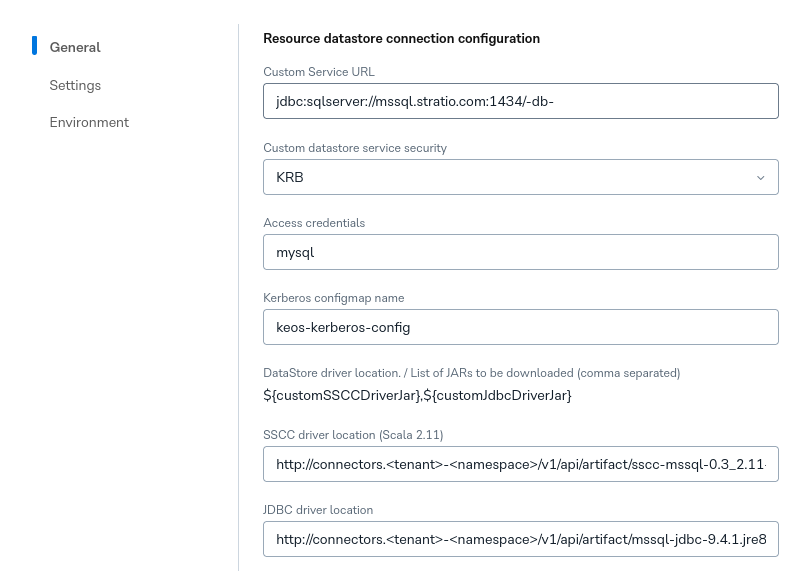 General
Settings
Environment
Resource datastore connection configuration
Custom Service URL
jdbc:sqlserver://mssql.stratio.com:1434/-db-
Custom datastore service security
KRB
Access credentials
mysql
Kerberos configmap name
keos-kerberos-config
DataStore driver location. / List of JARs to be downloaded (comma separated)
${customSSCCDriverJar},${customJdbcDriverJar}
SSCC driver location (Scala 2.11)
http://connectors.<tenant>-<namespace>/v1/api/artifact/sscc-mssql-0.3_2.11-
JDBC driver location
http://connectors.<tenant>-<namespace>/v1/api/artifact/mssql-jdbc-9.4.1.jre8